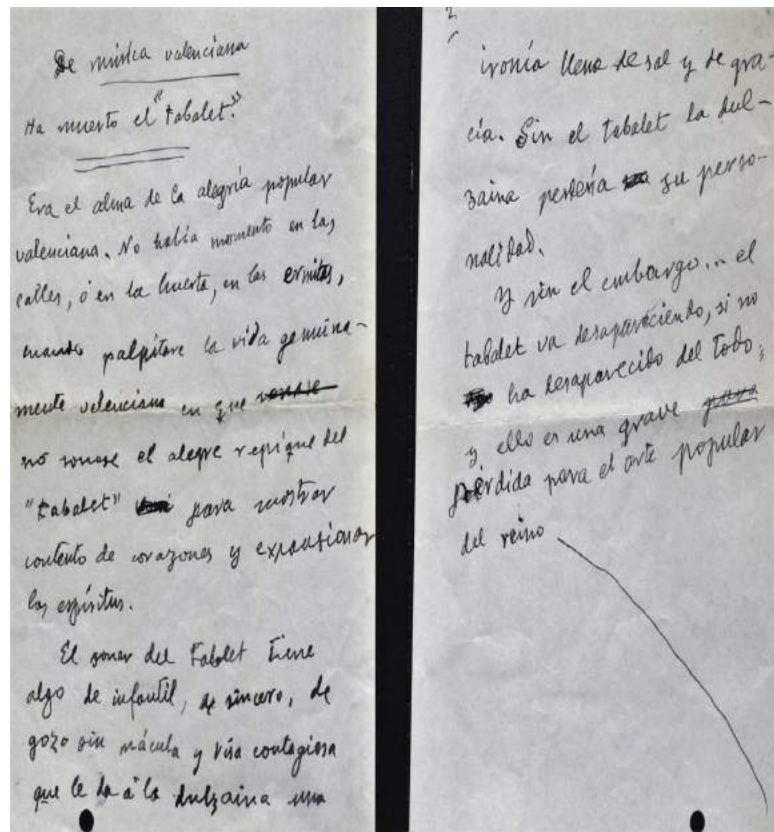 De música valenciana
Ha muerto el "tabalet".
Era el alma de la alegría popular
valenciana. No había momento en las
calles, ó en la huerta, en las ermitas,
cuando palpitare la vida genuina-
mente valenciana en que
no sonase el alegre repique del
"tabalet" para mostrar
contento de corazones y expansionar
los espíritus.
El sonar del tabalet tiene
algo de infantil, de sincero, de
gozo sin mácula y risa contagiosa
que le da á la dulzaina una
2
ironía llena de sal y de gra-
cia. Sin el tabalet la dul-
zaina perdería su perso-
nalidad.
Y sin el embargo... el
tabalet va desapareciendo, si no
ha desaparecido del todo;
y ello es una grave
pérdida para el arte popular
del reino